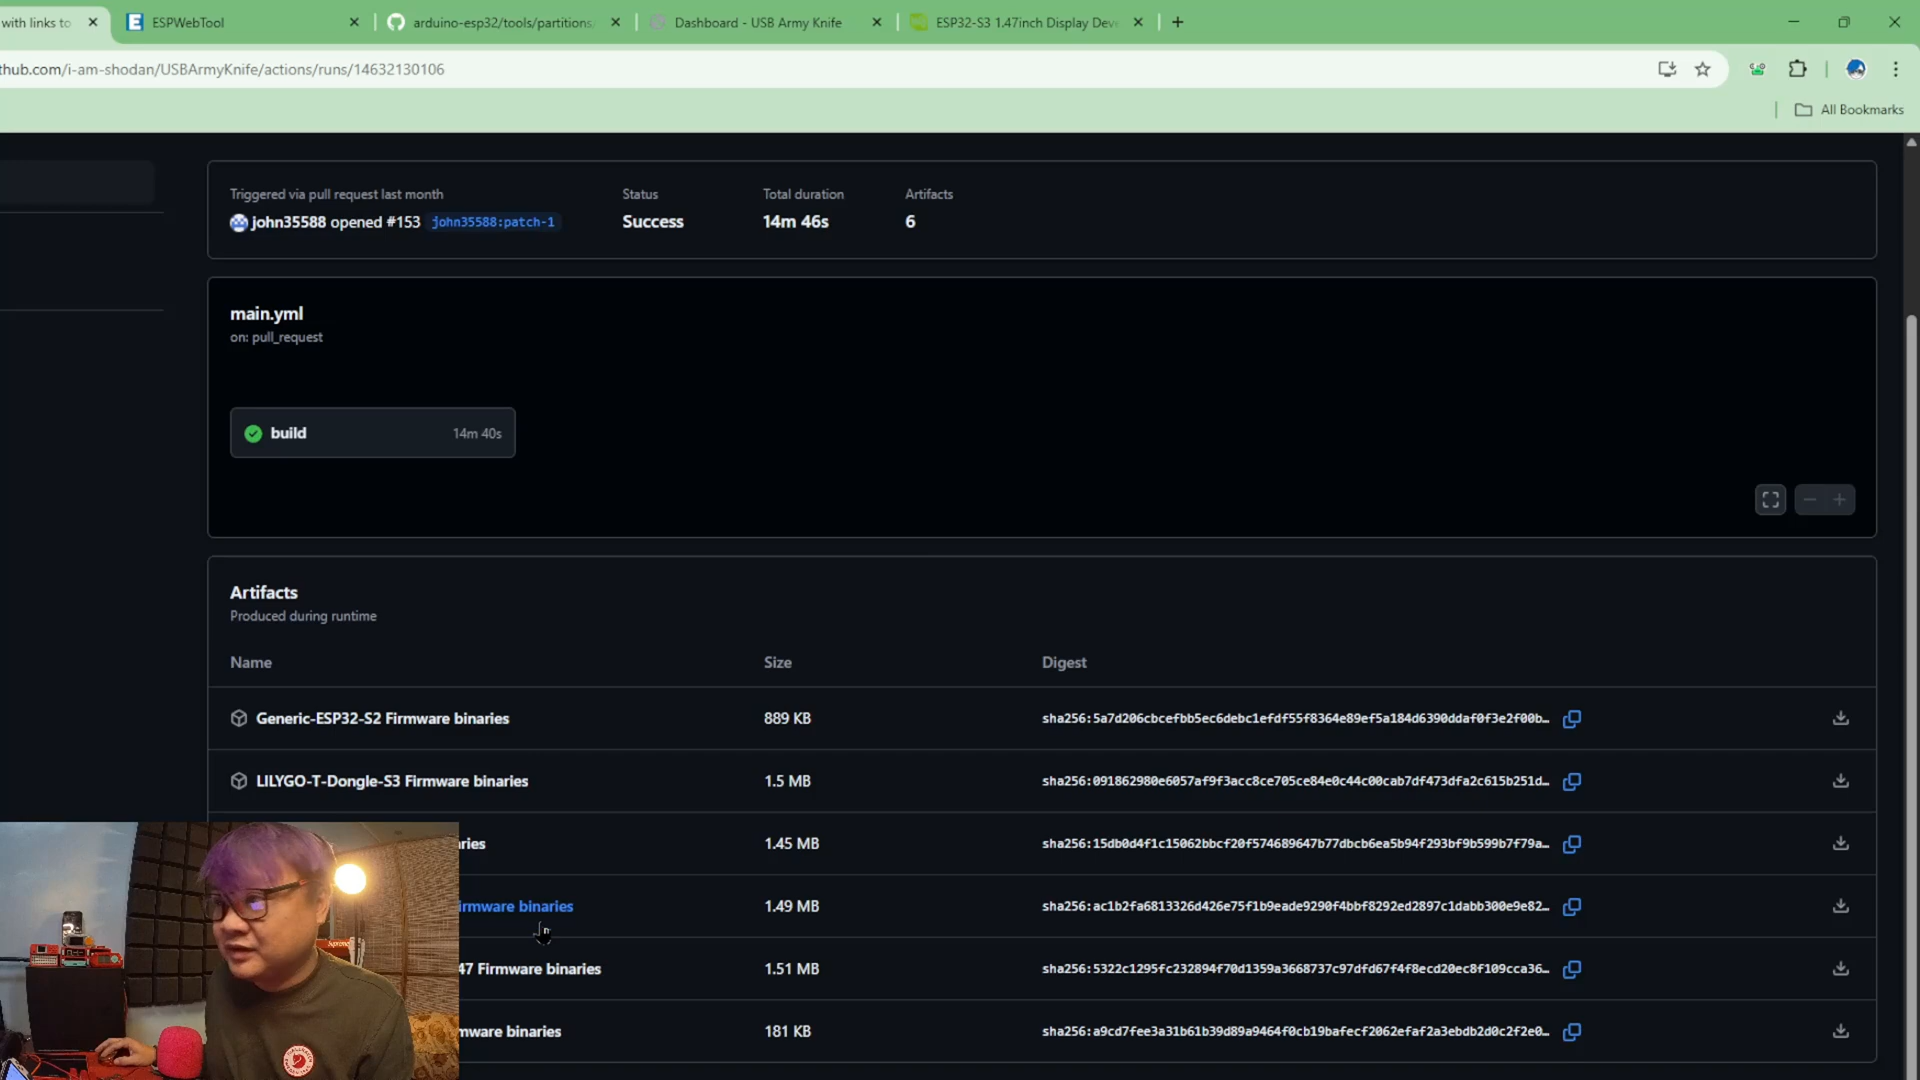 with links to
ESPWebTool
arduino-esp32/tools/partitions
Dashboard - USB Army Knife
ESP32-S3 1.47inch Display Dev
thub.com/i-am-shodan/USBArmyKnife/actions/runs/14632130106
All Bookmarks
Triggered via pull request last month
Status
Total duration
Artifacts
john35588 opened #153 john35588:patch-1
Success
14m 46s
6
main.yml
on: pull_request
build
14m 40s
Artifacts
Produced during runtime
Name
Size
Digest
Generic-ESP32-S2 Firmware binaries
889 KB
sha256:5a7d206cbcefbb5ec6debc1efdf55f8364e89ef5a184d6390ddaf0f3e2f00b…
LILYGO-T-Dongle-S3 Firmware binaries
1.5 MB
sha256:091862980e6057af9f3acc8ce705ce84e0c44c00cab7df473dfa2c615b251d…
ries
1.45 MB
sha256:15db0d4f1c15062bbcf20f574689647b77dbcb6ea5b94f293bf9b599b7f79a…
irmware binaries
1.49 MB
sha256:ac1b2fa6813326d426e75f1b9eade9290f4bbf8292ed2897c1dabb300e9e82…
47 Firmware binaries
1.51 MB
sha256:5322c1295fc232894f70d1359a3668737c97dfd67f4f8ecd20ec8f109cca36…
mware binaries
181 KB
sha256:a9cd7fee3a31b61b39d89a9464f0cb19bafecf2062efaf2a3ebdb2d0c2f2e0…
Supreme